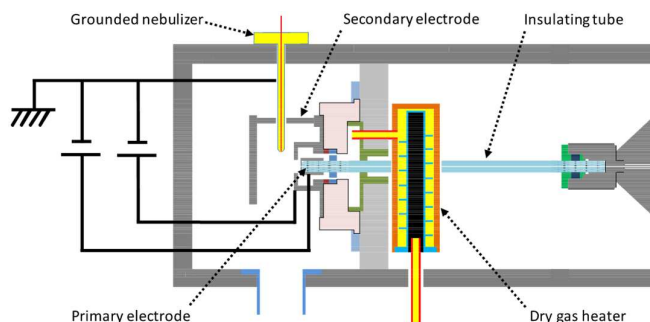 Grounded nebulizer
Secondary electrode
Insulating tube
Primary electrode
Dry gas heater